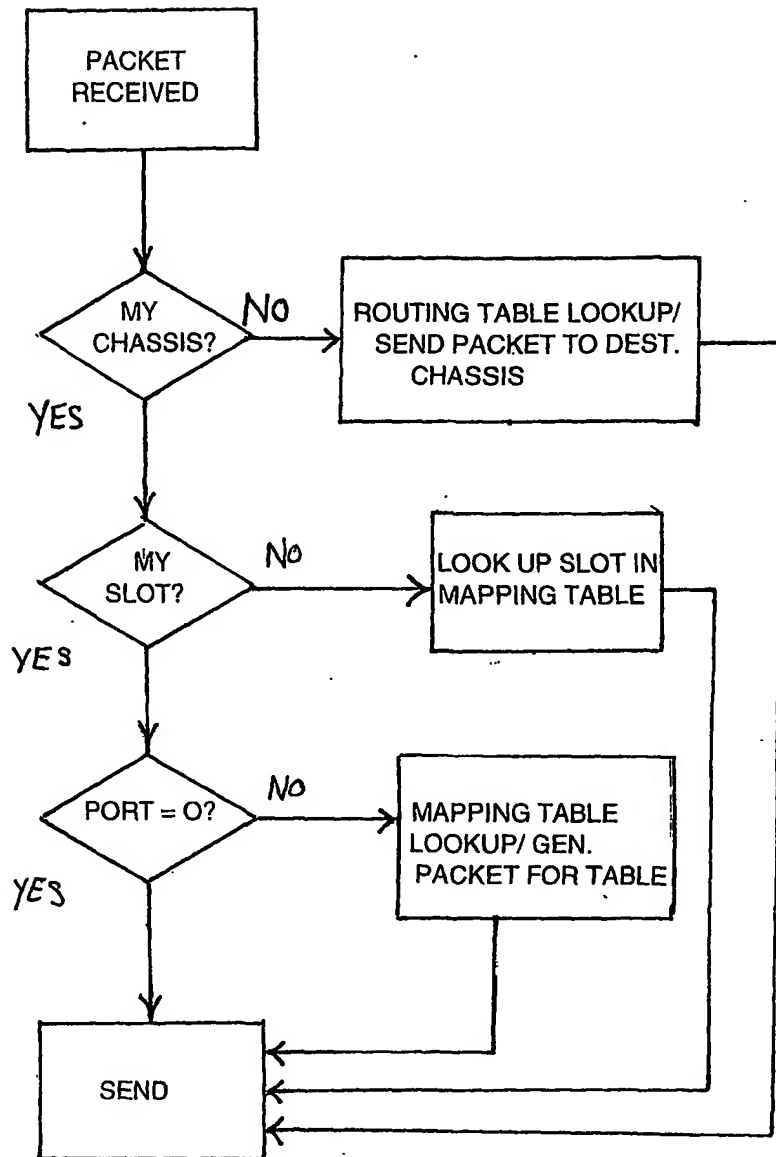 PACKET
RECEIVED
MY
CHASSIS?
NO
ROUTING TABLE LOOKUP/
SEND PACKET TO DEST.
CHASSIS
YES
MY
SLOT?
NO
LOOK UP SLOT IN
MAPPING TABLE
YES
PORT = O?
NO
MAPPING TABLE
LOOKUP/ GEN.
PACKET FOR TABLE
YES
SEND